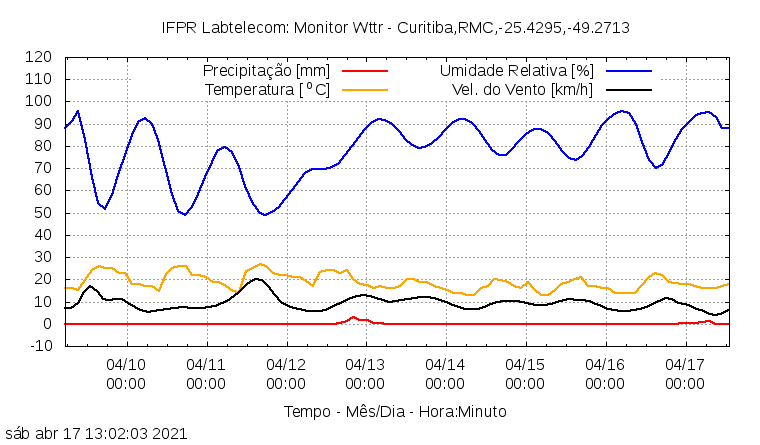 IFPR Labtelecom: Monitor Wttr - Curitiba,RMC,-25.4295,-49.2713
Precipitação [mm] Umidade Relativa [%]
Temperatura [⁰C] Vel. do Vento [km/h]
120
110
100
90
80
70
60
50
40
30
20
10
0
-10
04/10 04/11 04/12 04/13 04/14 04/15 04/16 04/17
00:00 00:00 00:00 00:00 00:00 00:00 00:00 00:00
Tempo - Mês/Dia - Hora:Minuto
sáb abr 17 13:02:03 2021